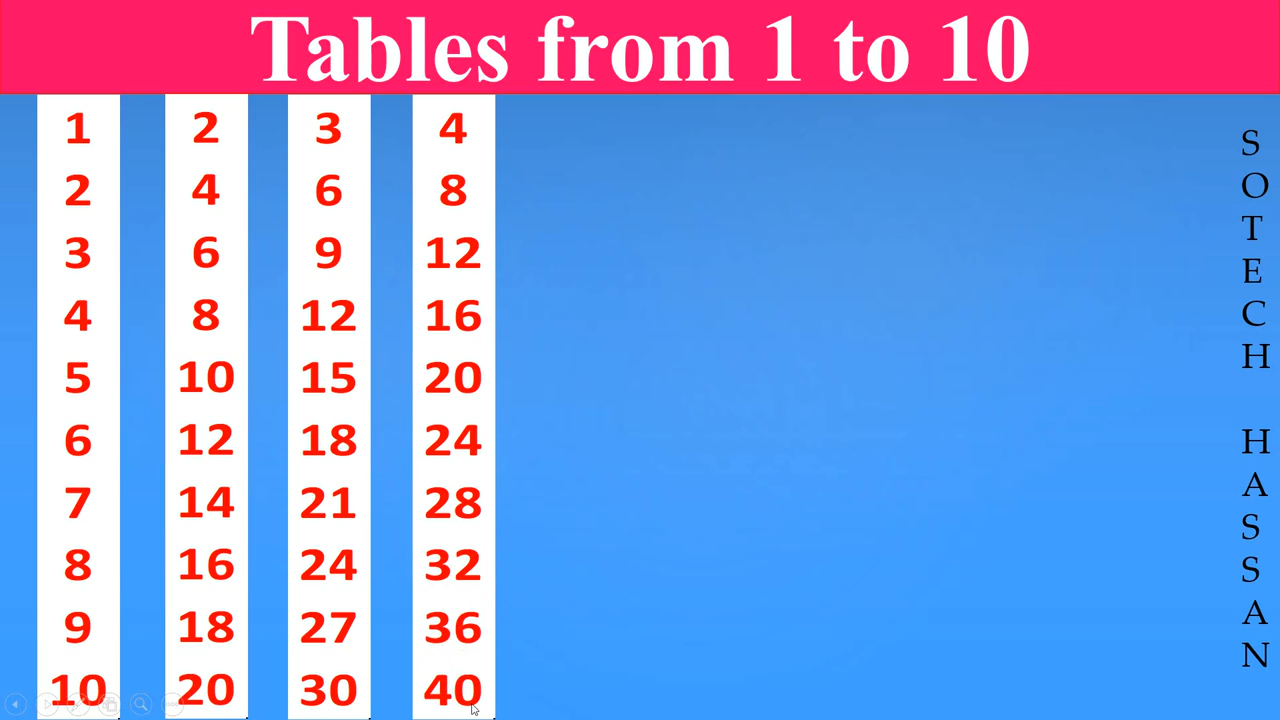 Tables from 1 to 10
1 2 3 4
2 4 6 8
3 6 9 12
4 8 12 16
5 10 15 20
6 12 18 24
7 14 21 28
8 16 24 32
9 18 27 36
10 20 30 40
SOTECH HASSAN